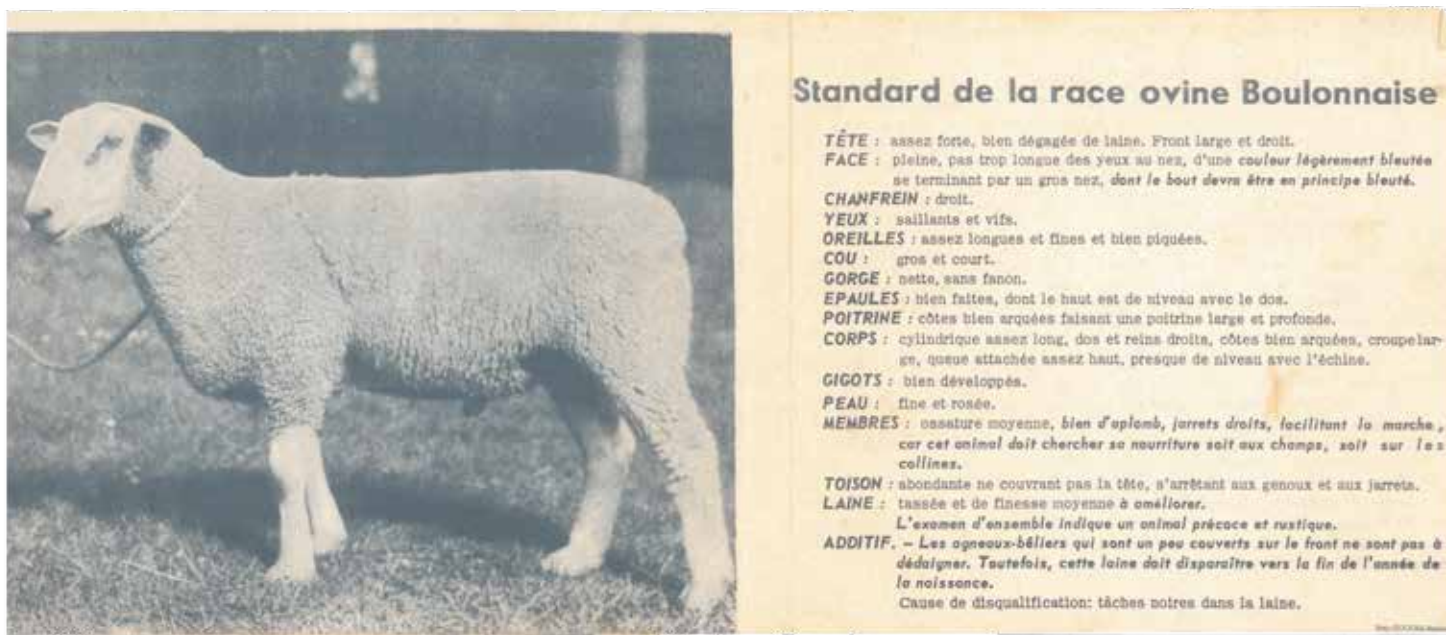 Standard de la race ovine Boulonnaise
TÊTE : assez forte, bien dégagée de laine. Front large et droit.
FACE : pleine, pas trop longue des yeux au nez, d'une couleur légèrement bleutée
se terminant par un gros nez, dont le bout devra être en principe bleuté.
CHANFREIN : droit.
YEUX : saillants et vifs.
OREILLES : assez longues et fines et bien piquées.
COU : gros et court.
GORGE : nette, sans fanon.
EPAULES : bien faites, dont le haut est de niveau avec le dos.
POITRINE : côtes bien arquées faisant une poitrine large et profonde.
CORPS : cylindrique assez long, dos et reins droits, côtes bien arquées, croupelar-
ge, queue attachée assez haut, presque de niveau avec l'échine.
GIGOTS : bien développés.
PEAU : fine et rosée.
MEMBRES : ossature moyenne, bien d'aplomb, jarrets droits, facilitant la marche,
car cet animal doit chercher sa nourriture soit aux champs, soit sur les
collines.
TOISON : abondante ne couvrant pas la tête, s'arrêtant aux genoux et aux jarrets.
LAINE : tassée et de finesse moyenne à améliorer.
L'examen d'ensemble indique un animal précoce et rustique.
ADDITIF. - Les agneaux-béliers qui sont un peu couverts sur le front ne sont pas à
dédaigner. Toutefois, cette laine doit disparaître vers la fin de l'année de
la naissance.
Cause de disqualification: tâches noires dans la laine.